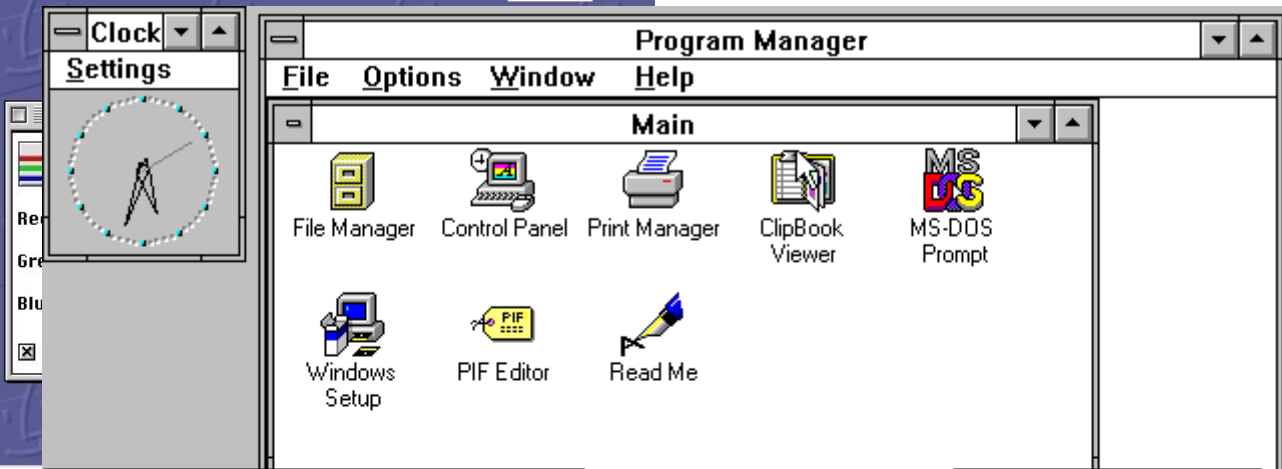 Clock
Settings
Program Manager
File Options Window Help
Main
File Manager
Control Panel
Print Manager
ClipBook
Viewer
MS-DOS
Prompt
Windows
Setup
PIF Editor
Read Me